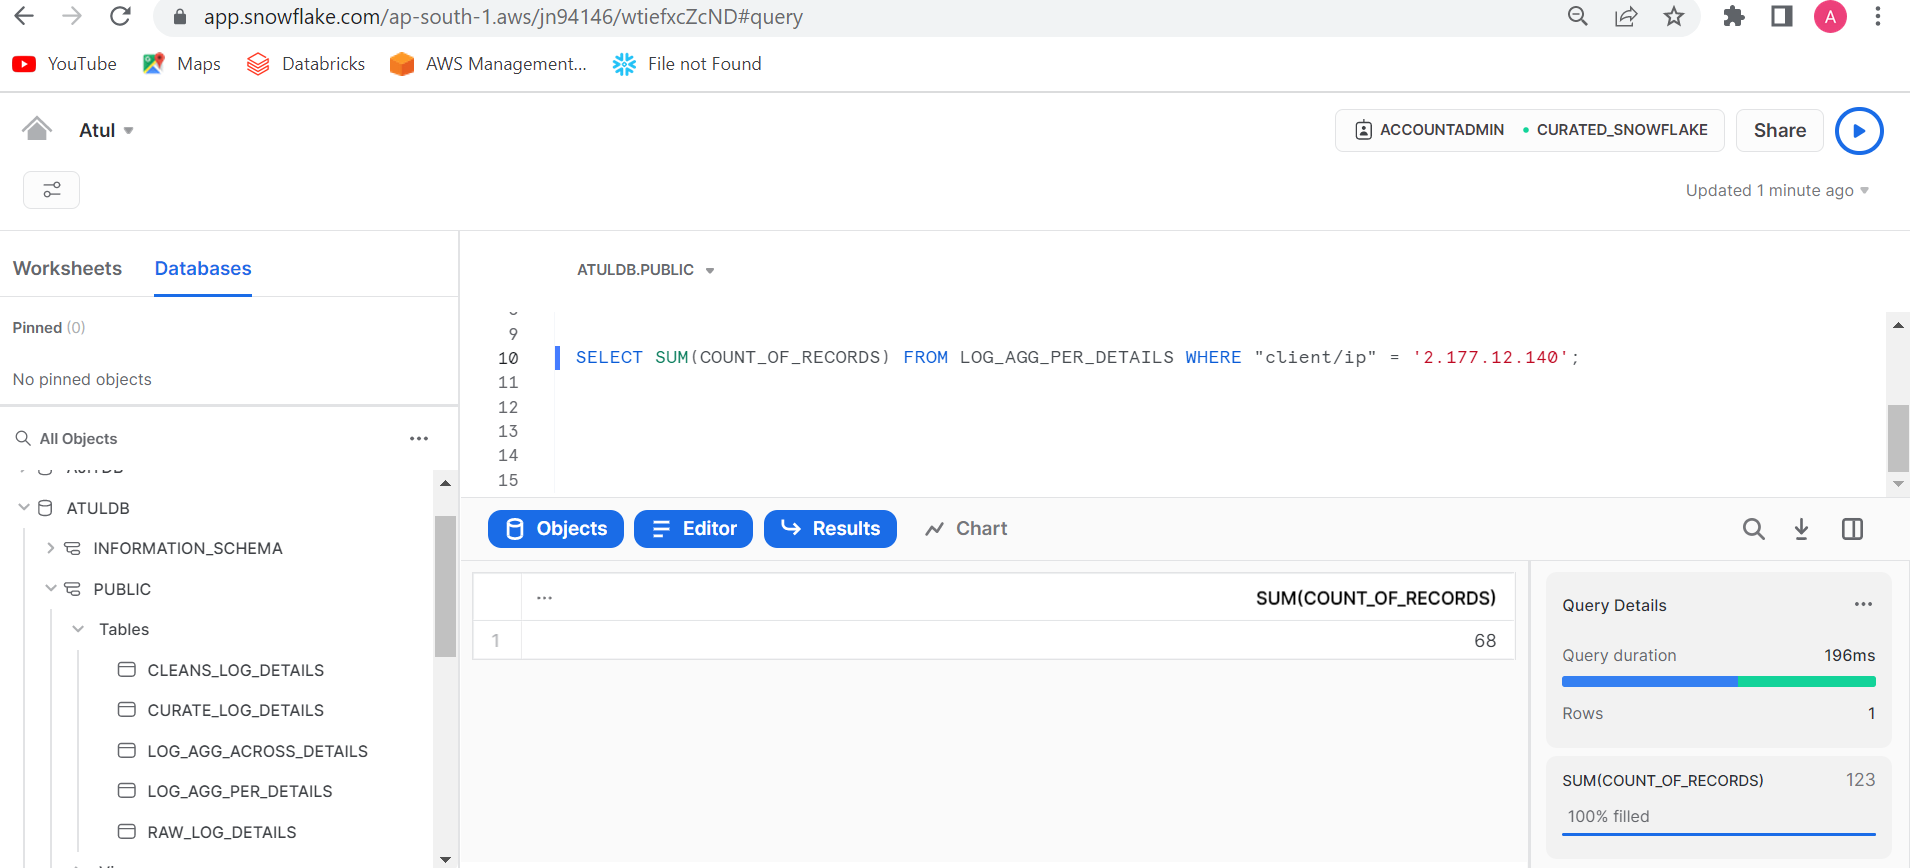 app.snowflake.com/ap-south-1.aws/jn94146/wtiefxcZcND#query
A
YouTube Maps Databricks AWS Management... File not Found
Atul
ACCOUNTADMIN CURATED_SNOWFLAKE Share
Updated 1 minute ago
Worksheets Databases
Pinned (0)
No pinned objects
All Objects
ATULDB
INFORMATION_SCHEMA
PUBLIC
Tables
CLEANS_LOG_DETAILS
CURATE_LOG_DETAILS
LOG_AGG_ACROSS_DETAILS
LOG_AGG_PER_DETAILS
RAW_LOG_DETAILS
ATULDB.PUBLIC
9
10 SELECT SUM(COUNT_OF_RECORDS) FROM LOG_AGG_PER_DETAILS WHERE "client/ip" = '2.177.12.140';
11
12
13
14
15
Objects Editor Results Chart
... SUM(COUNT_OF_RECORDS)
1 68
Query Details ...
Query duration 196ms
Rows 1
SUM(COUNT_OF_RECORDS) 123
100% filled